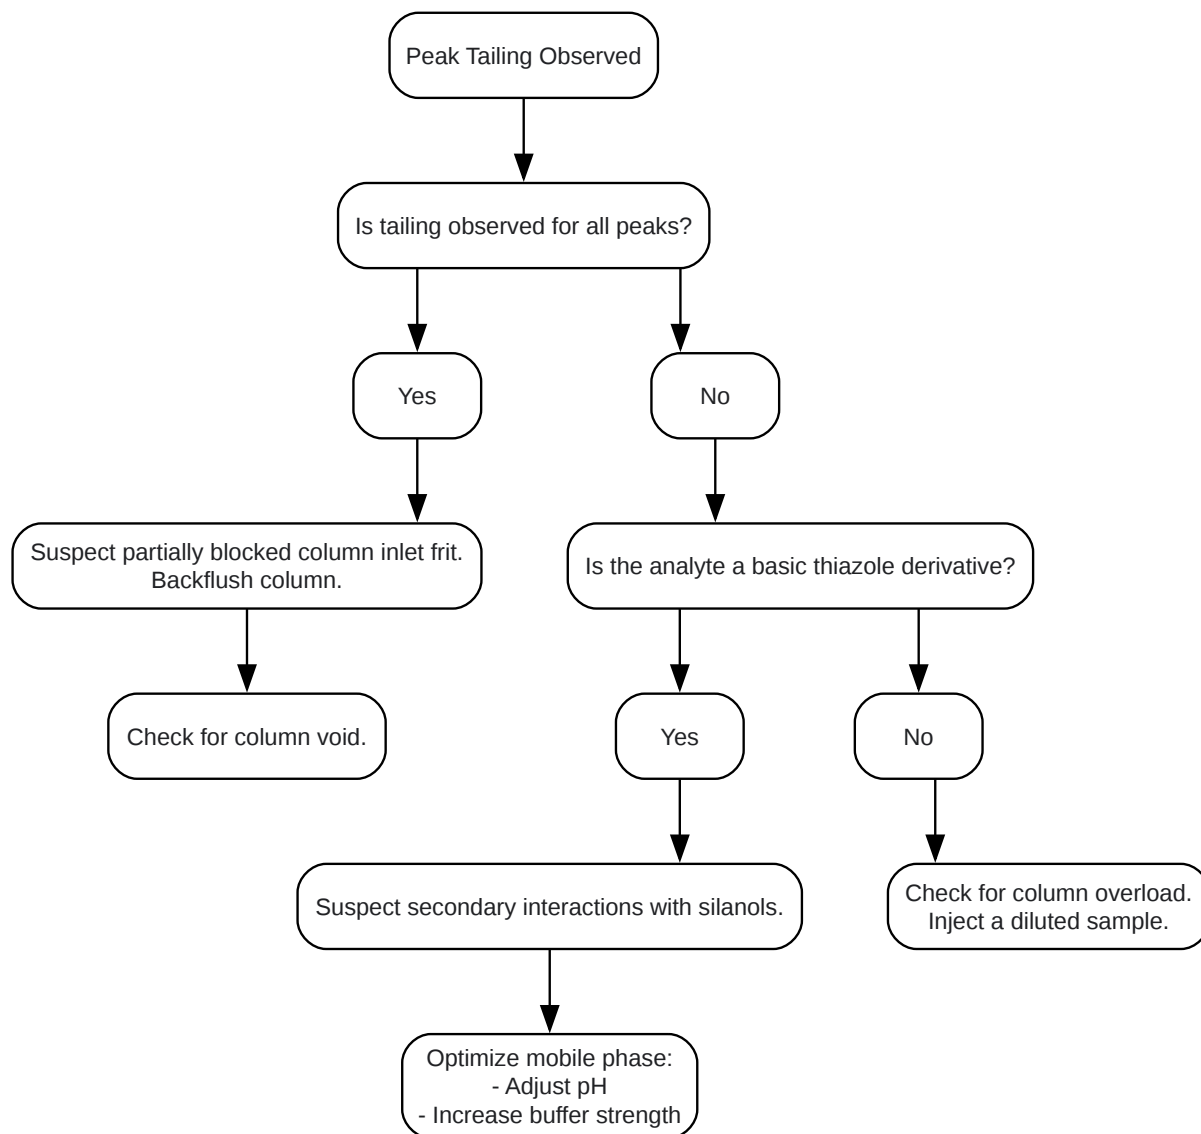 Peak Tailing Observed
Is tailing observed for all peaks?
Yes
No
Suspect partially blocked column inlet frit.
Backflush column.
Is the analyte a basic thiazole derivative?
Check for column void.
Yes
No
Suspect secondary interactions with silanols.
Check for column overload.
Inject a diluted sample.
Optimize mobile phase:
- Adjust pH
- Increase buffer strength